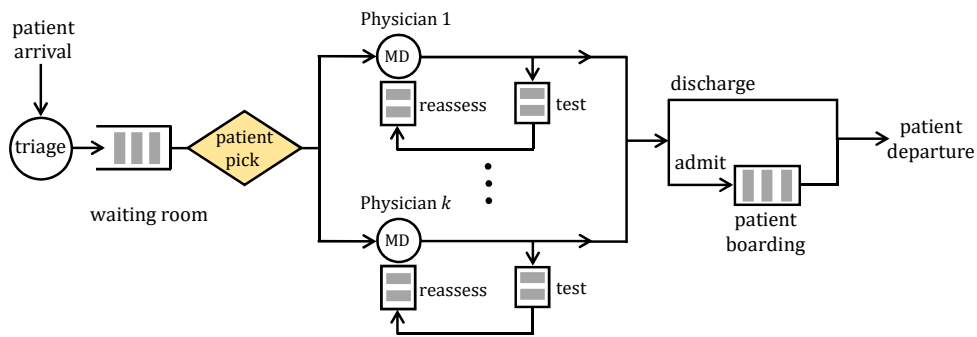 patient
arrival
triage
waiting room
patient
pick
Physician 1
MD
reassess
test
Physician k
MD
reassess
test
discharge
admit
patient
boarding
patient
departure